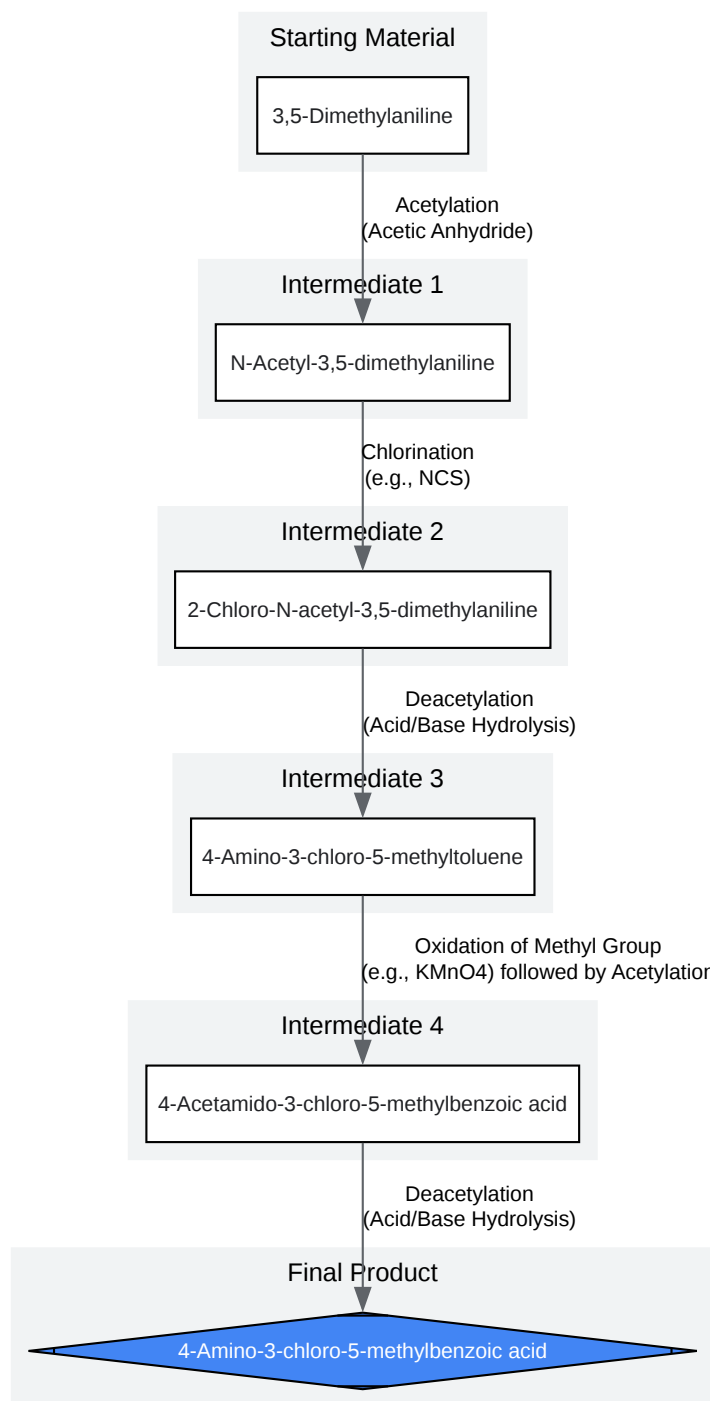 Starting Material
3,5-Dimethylaniline
Acetylation
(Acetic Anhydride)
Intermediate 1
N-Acetyl-3,5-dimethylaniline
Chlorination
(e.g., NCS)
Intermediate 2
2-Chloro-N-acetyl-3,5-dimethylaniline
Deacetylation
(Acid/Base Hydrolysis)
Intermediate 3
4-Amino-3-chloro-5-methyltoluene
Oxidation of Methyl Group
(e.g., KMnO4) followed by Acetylation
Intermediate 4
4-Acetamido-3-chloro-5-methylbenzoic acid
Deacetylation
(Acid/Base Hydrolysis)
Final Product
4-Amino-3-chloro-5-methylbenzoic acid